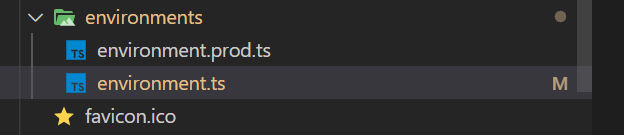 environments
TS environment.prod.ts
TS environment.ts M
favicon.ico